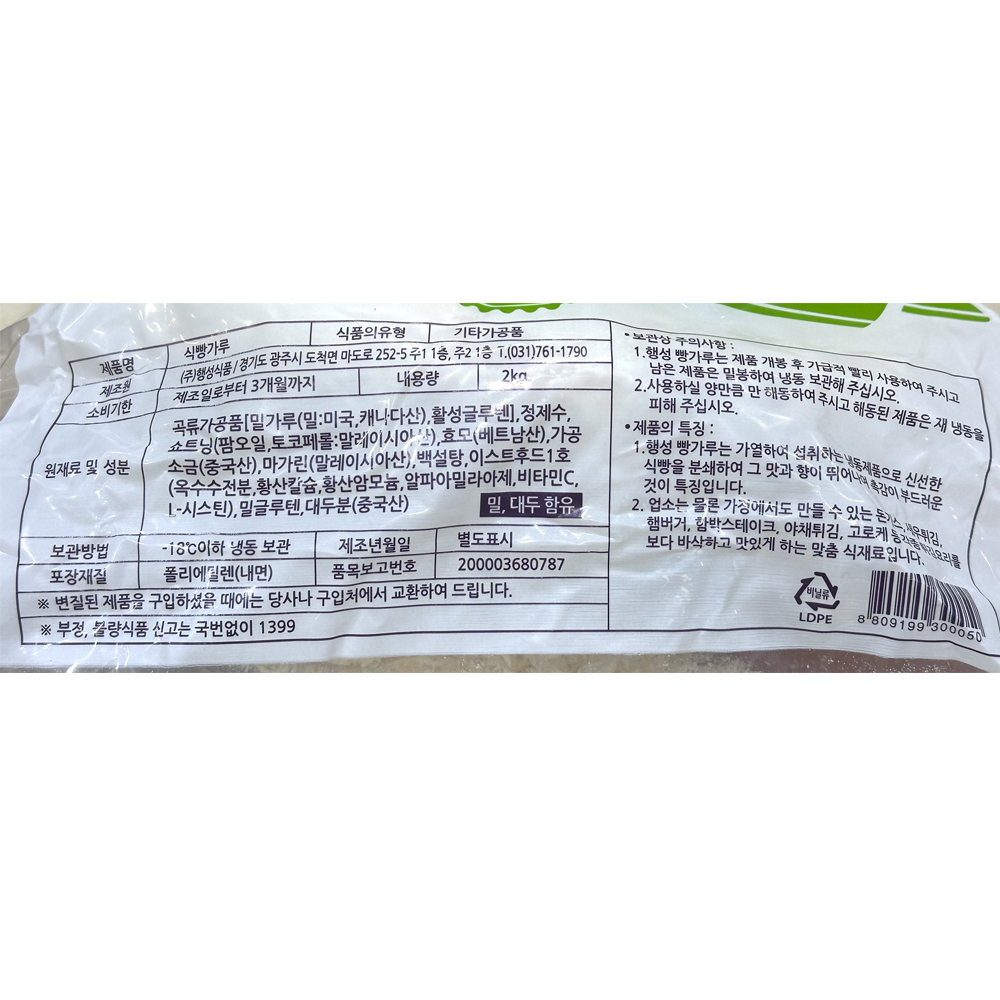 제품명 식빵가루 식품의유형 기타가공품
제조원 (주)행성식품/경기도 광주시 도척면 마도로 252-5 주1 1층, 주2 1층 T.(031)761-1790
소비기한 제조일로부터 3개월까지 내용량 2kg
원재료 및 성분
곡류가공품[밀가루(밀:미국,캐나다산),활성글루텐],정제수,
쇼트닝(팜오일,토코페롤:말레이시아산),효모(베트남산),가공
소금(중국산),마가린(말레이시아산),백설탕,이스트푸드1호
(옥수수전분,황산칼슘,황산암모늄,알파아밀라아제,비타민C,
L-시스틴),밀글루텐,대두분(중국산) 밀, 대두 함유
보관방법 -18℃이하 냉동 보관 제조년월일 별도표시
포장재질 폴리에틸렌(내면) 품목보고번호 200003680787
※ 변질된 제품을 구입하셨을 때에는 당사나 구입처에서 교환하여 드립니다.
※ 부정, 불량식품 신고는 국번없이 1399
•보관상 주의사항 :
1.행성 빵가루는 제품 개봉 후 가급적 빨리 사용하여 주시고
남은 제품은 밀봉하여 냉동 보관해 주십시오.
2.사용하실 양만큼 만 해동하여 주시고 해동된 제품은 재 냉동을
피해 주십시오.
•제품의 특징 :
1.행성 빵가루는 가열하여 섭취 하는 냉동제품으로 신선한
식빵을 분쇄하여 그 맛과 향이 뛰어나며 촉감이 부드러운
것이 특징입니다.
2. 업소는 물론 가정에서도 만들 수 있는 돈가스, 새우튀김,
햄버거, 함박스테이크, 야채튀김, 고로케 등 각종 튀김요리를
보다 바삭하고 맛있게 하는 맞춤 식재료입니다.
비닐류
LDPE
8 809199 300050